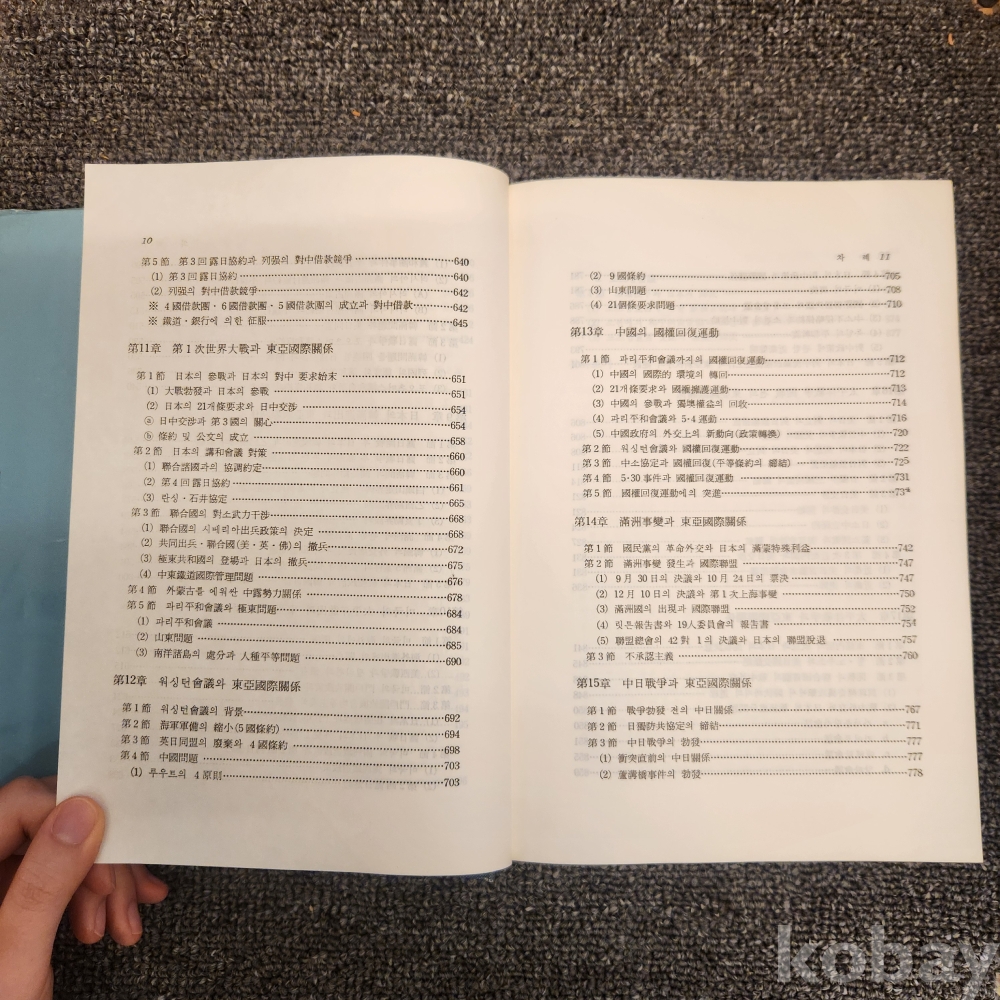 10
第5節 第3回露日協約과 列强의 對中借款競爭 640
(1) 第3回露日協約 640
(2) 列强의 對中借款競爭 642
※ 4國借款團·6國借款團·5國借款團의 成立과 對中借款 642
※ 鐵道·銀行에 의한 征服 645
第11章 第1次世界大戰과 東亞國際關係
第1節 日本의 參戰과 日本의 對中 要求始末 651
(1) 大戰勃發과 日本의 參戰 651
(2) 日本의 21個條要求와 日中交涉 654
ⓐ 日中交涉과 第3國의 關心 654
ⓑ 條約 및 公文의 成立 658
第2節 日本의 講和會議 對策 660
(1) 聯合諸國과의 協調約定 660
(2) 第4回露日協約 661
(3) 란싱·石井協定 665
第3節 聯合國의 對소武力干涉 668
(1) 聯合國의 시베리아出兵政策의 決定 668
(2) 共同出兵·聯合國(美·英·佛)의 撤兵 672
(3) 極東共和國의 登場과 日本의 撤兵 675
(4) 中東鐵道國際管理問題 676
第4節 外蒙古를 에워싼 中露勢力關係 678
第5節 파리平和會議와 極東問題 684
(1) 파리平和會議 684
(2) 山東問題 685
(3) 南洋諸島의 處分과 人種平等問題 690
第12章 워싱턴會議와 東亞國際關係
第1節 워싱턴會議의 背景 692
第2節 海軍軍備의 縮小(5國條約) 694
第3節 英日同盟의 廢棄와 4國條約 698
第4節 中國問題 703
(1) 루우트의 4原則 703
차 례 11
(2) 9國條約 705
(3) 山東問題 708
(4) 21個條要求問題 710
第13章 中國의 國權回復運動
第1節 파리平和會議까지의 國權回復運動 712
(1) 中國의 國際的 環境의 轉回 712
(2) 21개條要求와 國權擁護運動 713
(3) 中國의 參戰과 獨墺權益의 回收 714
(4) 파리平和會議와 5·4運動 716
(5) 中國政府의 外交上의 新動向(政策轉換) 720
第2節 워싱턴會議와 國權回復運動 722
第3節 中소協定과 國權回復(平等條約의 締結) 725
第4節 5·30事件과 國權回復運動 731
第5節 國權回復運動에의 突進
第14章 滿洲事變과 東亞國際關係
第1節 國民黨의 革命外交와 日本의 滿蒙特殊利益 742
第2節 滿洲事變 發生과 國際聯盟 747
(1) 9月 30日의 決議와 10月 24日의 票決 747
(2) 12月 10日의 決議와 第1次上海事變 750
(3) 滿洲國의 出現과 國際聯盟 752
(4) 릿튼報告書와 19人委員會의 報告書 754
(5) 聯盟總會의 42對 1의 決議와 日本의 聯盟脫退 757
第3節 不承認主義 760
第15章 中日戰爭과 東亞國際關係
第1節 戰爭勃發 전의 中日關係 767
第2節 日獨防共協定의 締結 771
第3節 中日戰爭의 勃發 777
(1) 衝突直前의 中日關係 777
(2) 蘆溝橋事件의 勃發 778
kobay